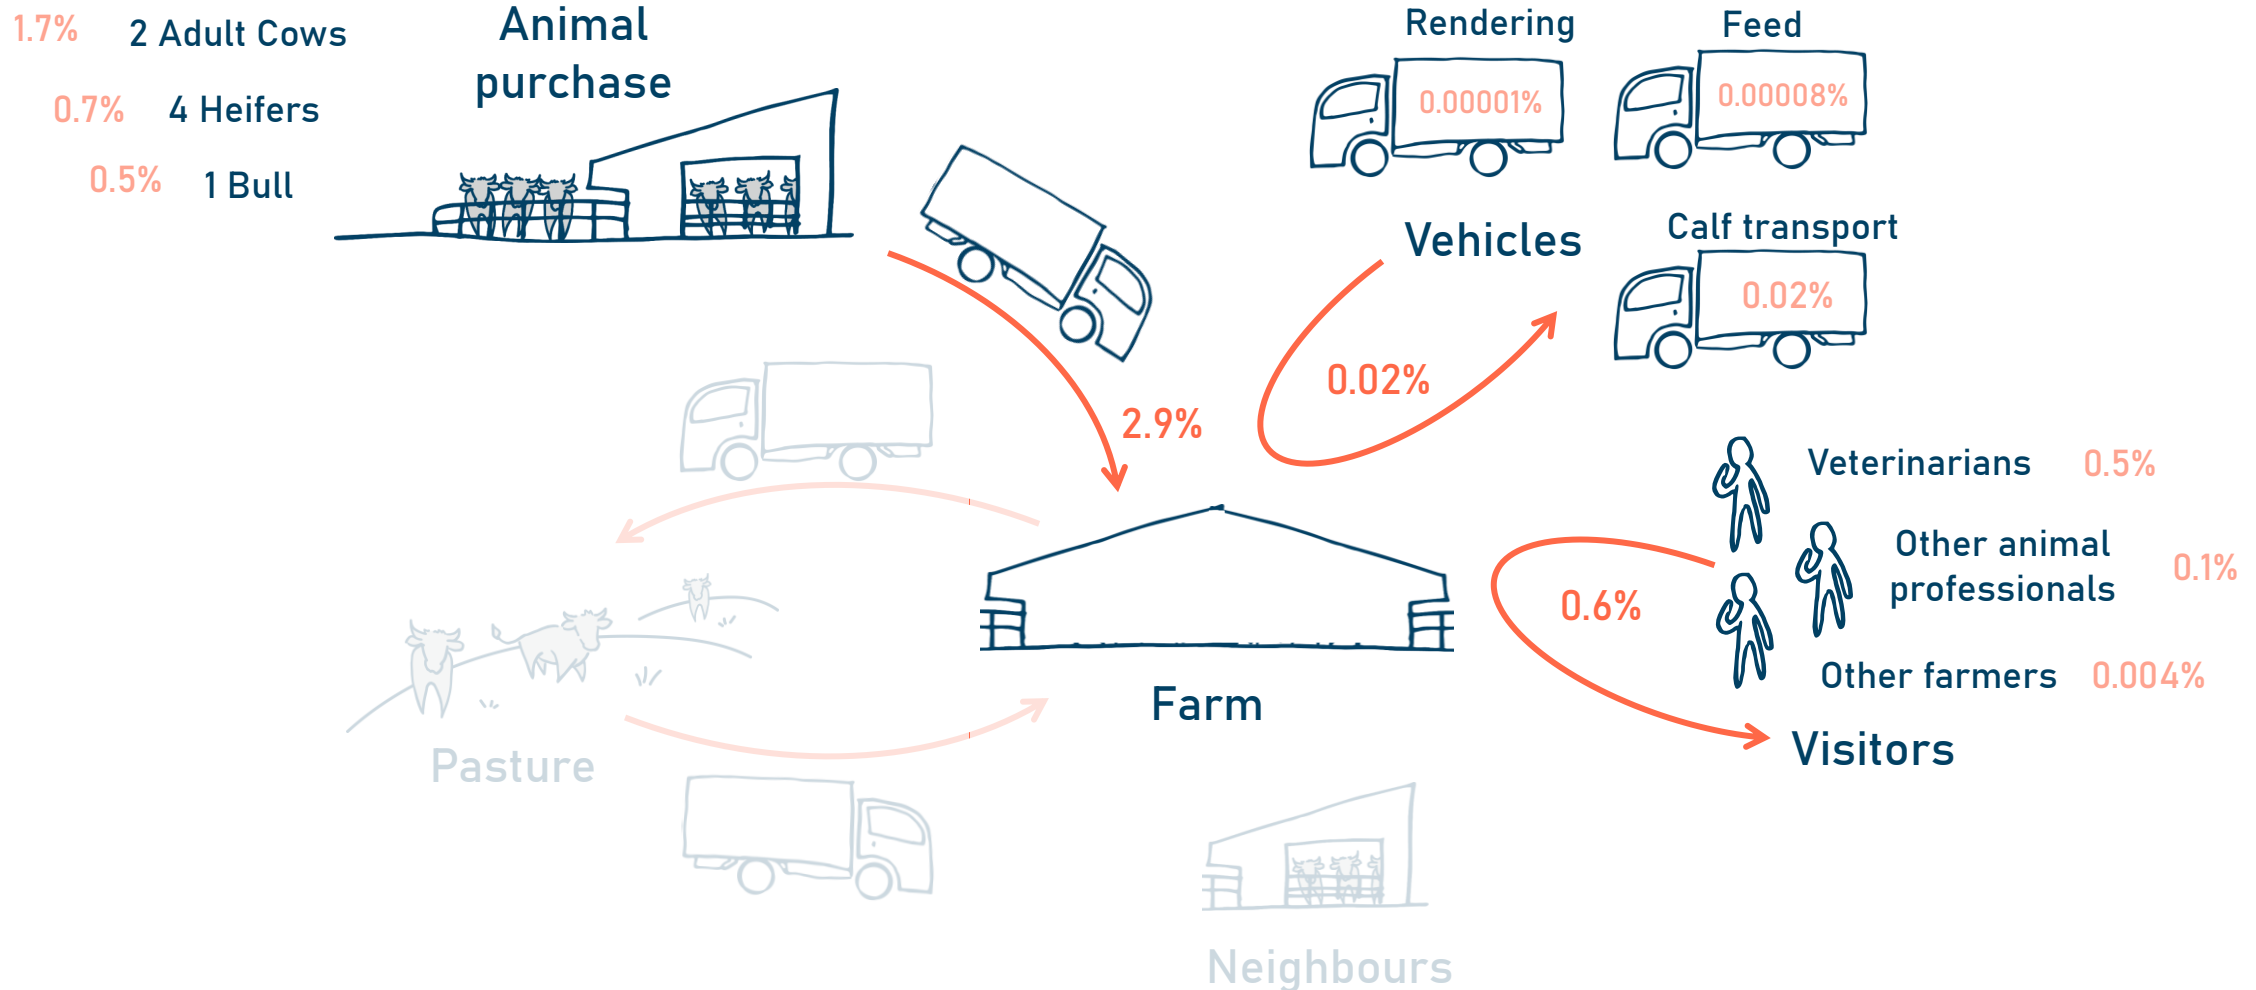 Animal
purchase
1.7% 2 Adult Cows
0.7% 4 Heifers
0.5% 1 Bull
2.9%
Rendering
0.00001%
Feed
0.00008%
Vehicles
Calf transport
0.02%
0.02%
Veterinarians 0.5%
Other animal
professionals
0.1%
Other farmers 0.004%
0.6%
Visitors
Farm
Pasture
Neighbours